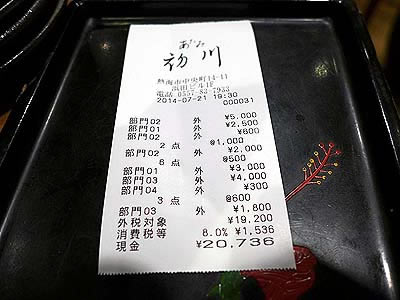 あたみ
初川
熱海市中央町14-11
浜田ビル1F
電話 0557-83-7933
2014-07-21 19:30
000031
部門02 外 ¥5,000
部門01 外 ¥2,500
部門02 外 ¥600
2点 @1,000
部門02 外 ¥2,000
6点 @500
部門01 外 ¥3,000
部門03 外 ¥4,000
部門04 外 ¥300
3点 @600
部門03 外 ¥1,800
外税対象 ¥19,200
消費税等 8.0% ¥1,536
現金 ¥20,736